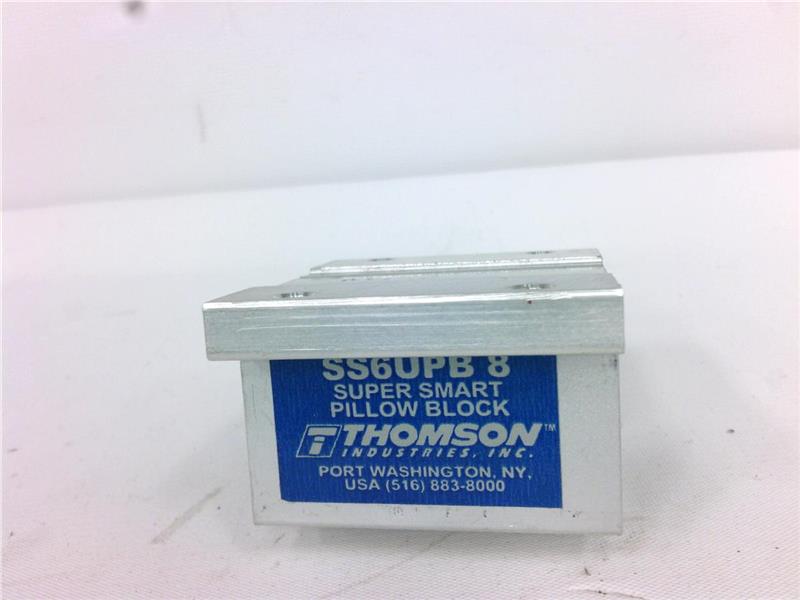 SS6UPB 8
SUPER SMART
PILLOW BLOCK
THOMSON™
INDUSTRIES, INC.
PORT WASHINGTON, NY,
USA (516) 883-8000